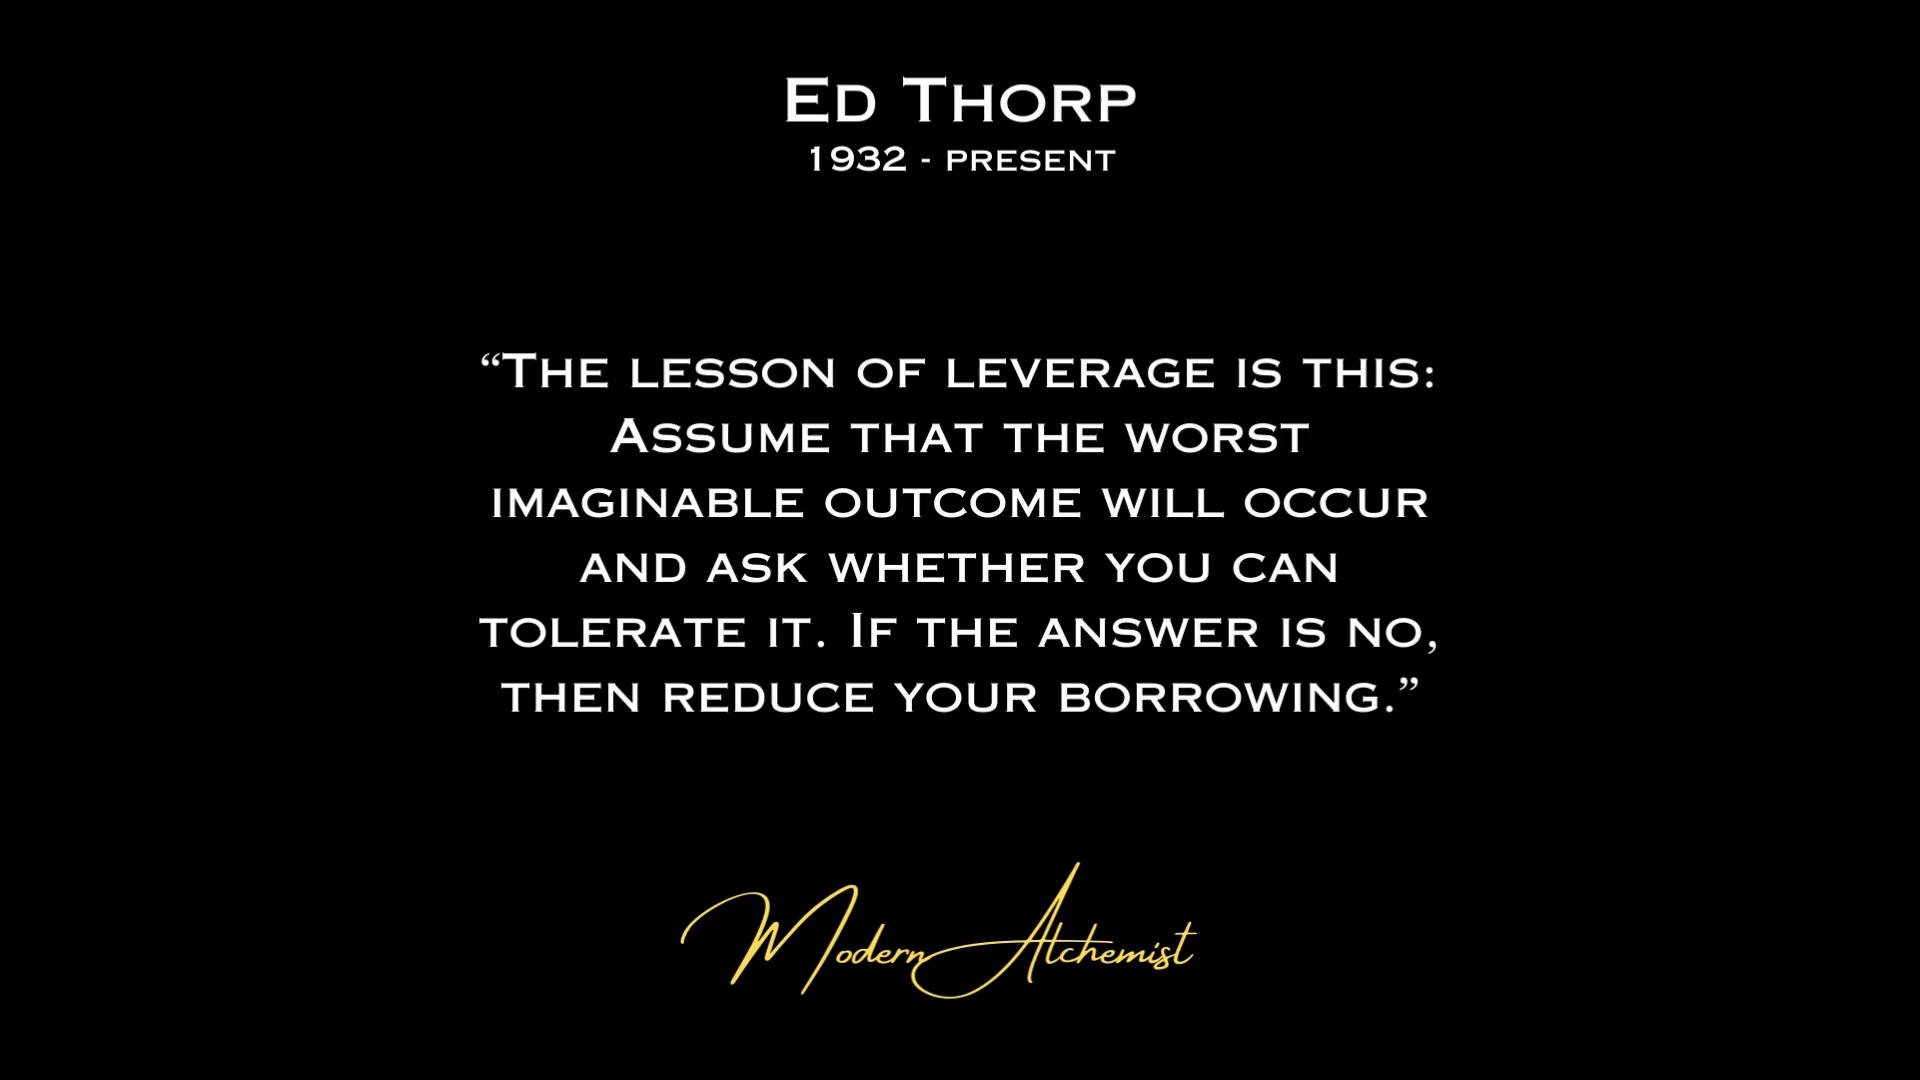 Ed Thorp
1932 - present
“The lesson of leverage is this:
Assume that the worst
imaginable outcome will occur
and ask whether you can
tolerate it. If the answer is no,
then reduce your borrowing.”
Modern Alchemist